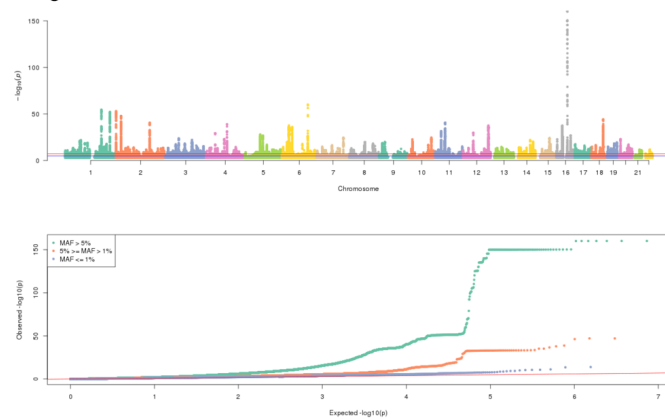 150
100
50
0
-log10(p)
1 2 3 4 5 6 7 8 9 10 11 12 13 14 15 16 17 18 19 21
Chromosome
MAF > 5%
5% >= MAF > 1%
MAF <= 1%
150
100
50
0
Observed -log10(p)
0 1 2 3 4 5 6 7
Expected -log10(p)